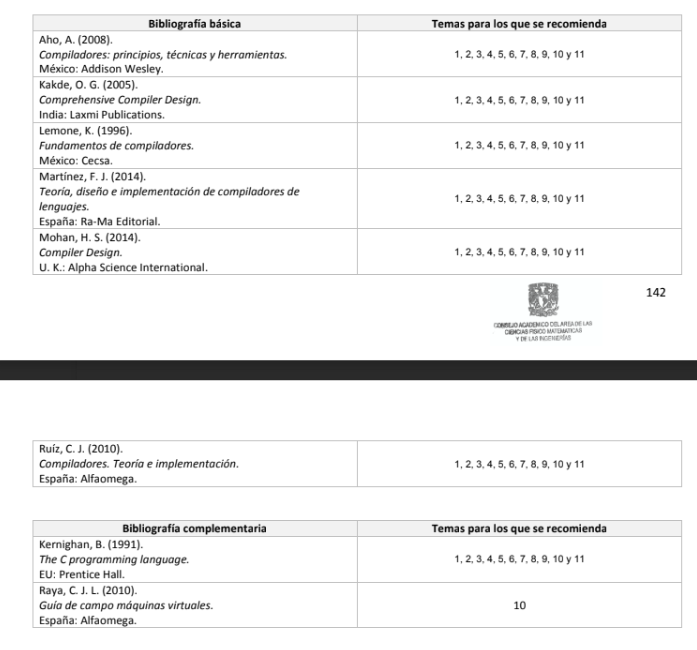 Bibliografía básica Temas para los que se recomienda
Aho, A. (2008).
Compiladores: principios, técnicas y herramientas. 1, 2, 3, 4, 5, 6, 7, 8, 9, 10 y 11
México: Addison Wesley.
Kakde, O. G. (2005).
Comprehensive Compiler Design. 1, 2, 3, 4, 5, 6, 7, 8, 9, 10 y 11
India: Laxmi Publications.
Lemone, K. (1996).
Fundamentos de compiladores. 1, 2, 3, 4, 5, 6, 7, 8, 9, 10 y 11
México: Cecsa.
Martínez, F. J. (2014).
Teoría, diseño e implementación de compiladores de
lenguajes. 1, 2, 3, 4, 5, 6, 7, 8, 9, 10 y 11
España: Ra-Ma Editorial.
Mohan, H. S. (2014).
Compiler Design. 1, 2, 3, 4, 5, 6, 7, 8, 9, 10 y 11
U. K.: Alpha Science International.
142
CONSEJO ACADEMICO DEL AREA DE LAS
CIENCIAS FISICO MATEMATICAS
Y DE LAS INGENIERÍAS
Ruíz, C. J. (2010).
Compiladores. Teoría e implementación. 1, 2, 3, 4, 5, 6, 7, 8, 9, 10 y 11
España: Alfaomega.
Bibliografía complementaria Temas para los que se recomienda
Kernighan, B. (1991).
The C programming language. 1, 2, 3, 4, 5, 6, 7, 8, 9, 10 y 11
EU: Prentice Hall.
Raya, C. J. L. (2010).
Guía de campo máquinas virtuales. 10
España: Alfaomega.